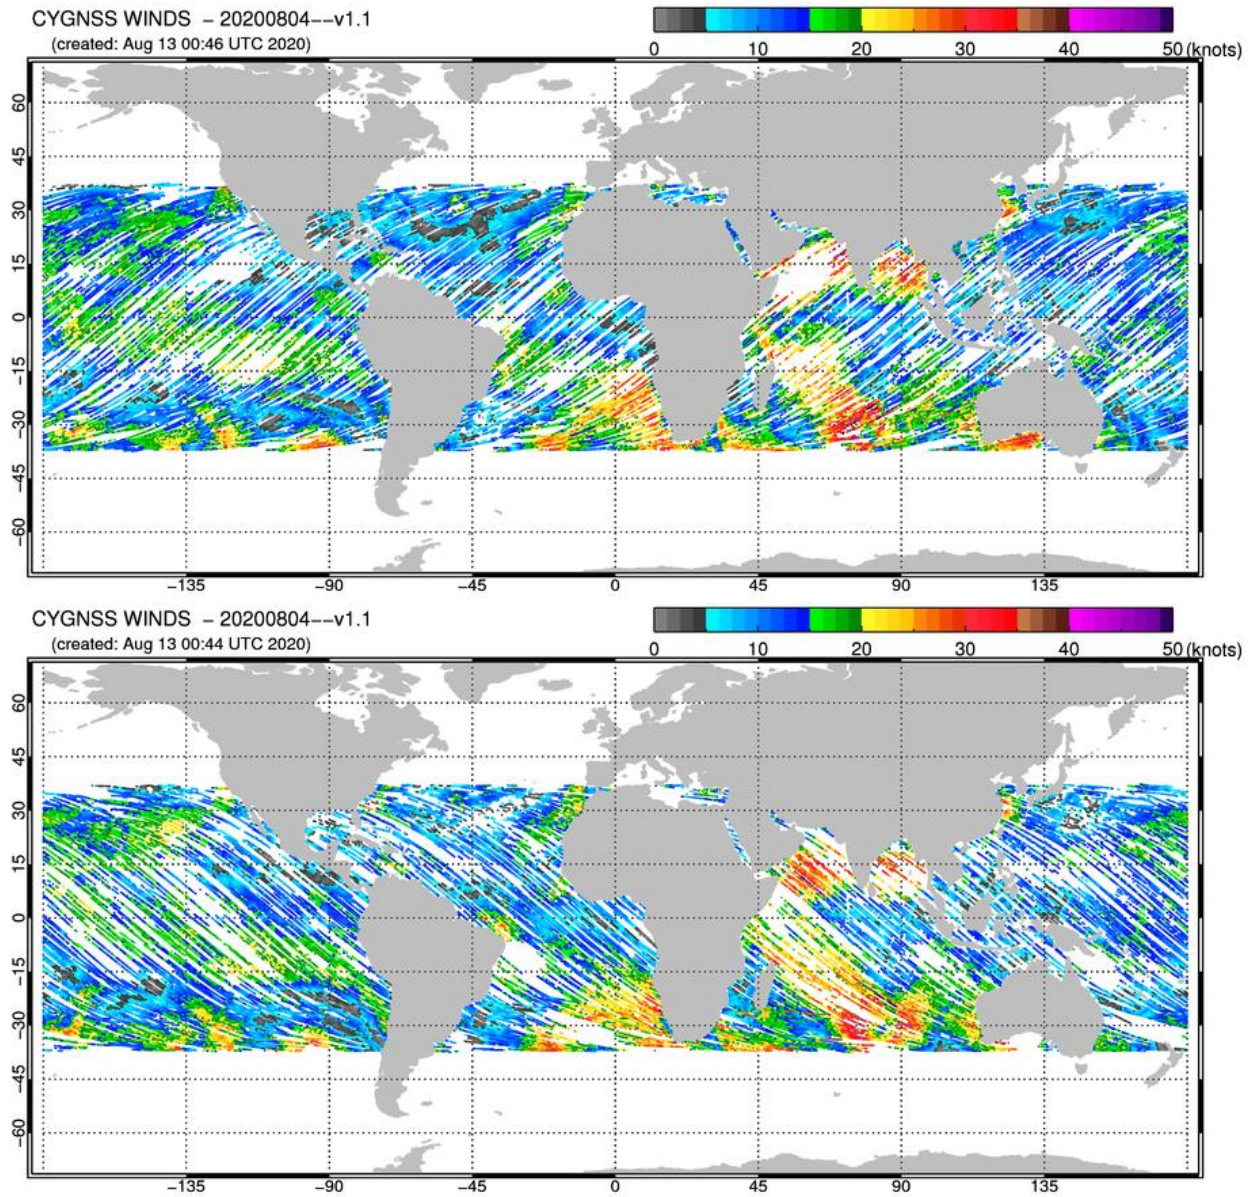 CYGNSS WINDS - 20200804--v1.1
(created: Aug 13 00:46 UTC 2020)
0 10 20 30 40 50 (knots)
60
45
30
15
0
-15
-30
-45
-60
-135 -90 -45 0 45 90 135
CYGNSS WINDS - 20200804--v1.1
(created: Aug 13 00:44 UTC 2020)
0 10 20 30 40 50 (knots)
60
45
30
15
0
-15
-30
-45
-60
-135 -90 -45 0 45 90 135